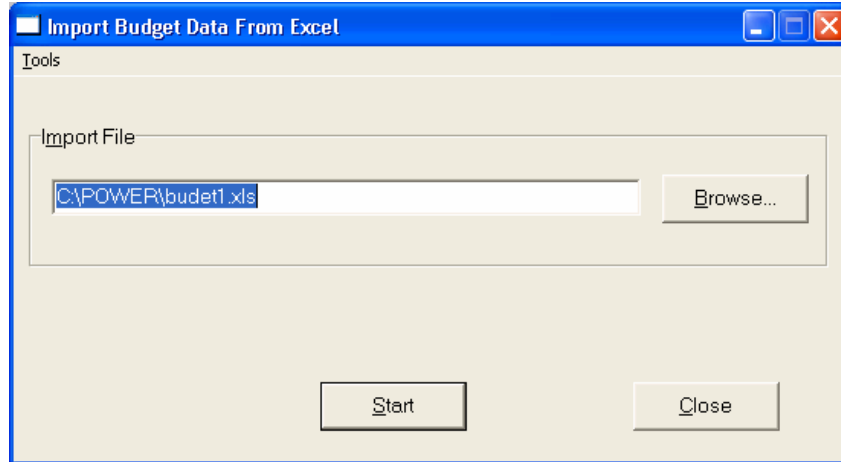 Import Budget Data From Excel
Tools
Import File
C:\POWER\budet1.xls
Browse...
Start
Close